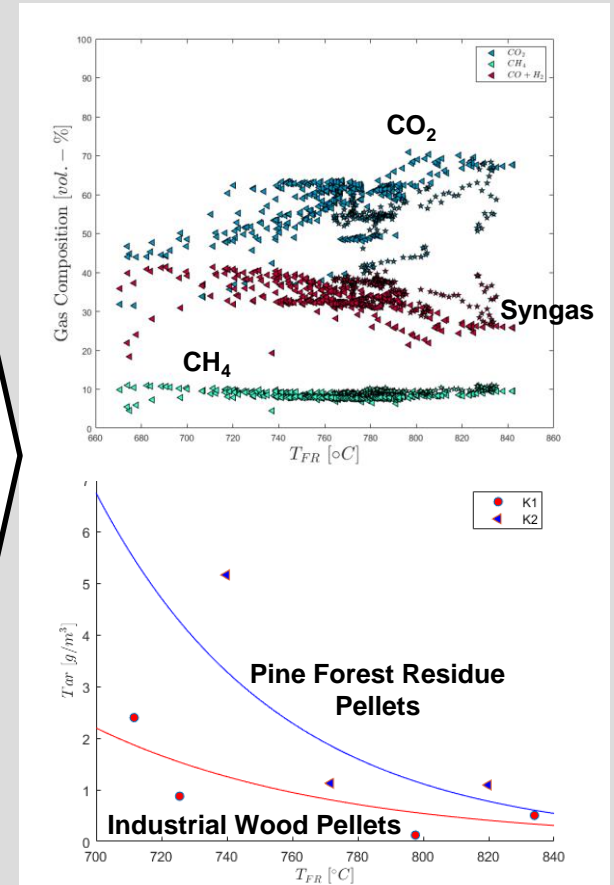 100
90
80
70
60
50
40
30
20
10
0
Gas Composition [vol. − %]
CO2
CH4
CO + H2
CO2
Syngas
CH4
660 680 700 720 740 760 780 800 820 840 860
TFR [∘C]
7
6
5
4
3
2
1
0
Tar [g/m3]
K1
K2
Pine Forest Residue
Pellets
Industrial Wood Pellets
700 720 740 760 780 800 820 840
TFR [∘C]